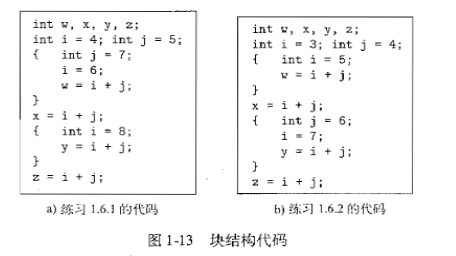 int w, x, y, z;
int i = 4; int j = 5;
{ int j = 7;
i = 6;
w = i + j;
}
x = i + j;
{ int i = 8;
y = i + j;
}
z = i + j;
a) 练习 1.6.1 的代码
int w, x, y, z;
int i = 3; int j = 4;
{ int i = 5;
w = i + j;
}
x = i + j;
{ int j = 6;
i = 7;
y = i + j;
}
z = i + j;
b) 练习 1.6.2 的代码
图 1-13 块结构代码